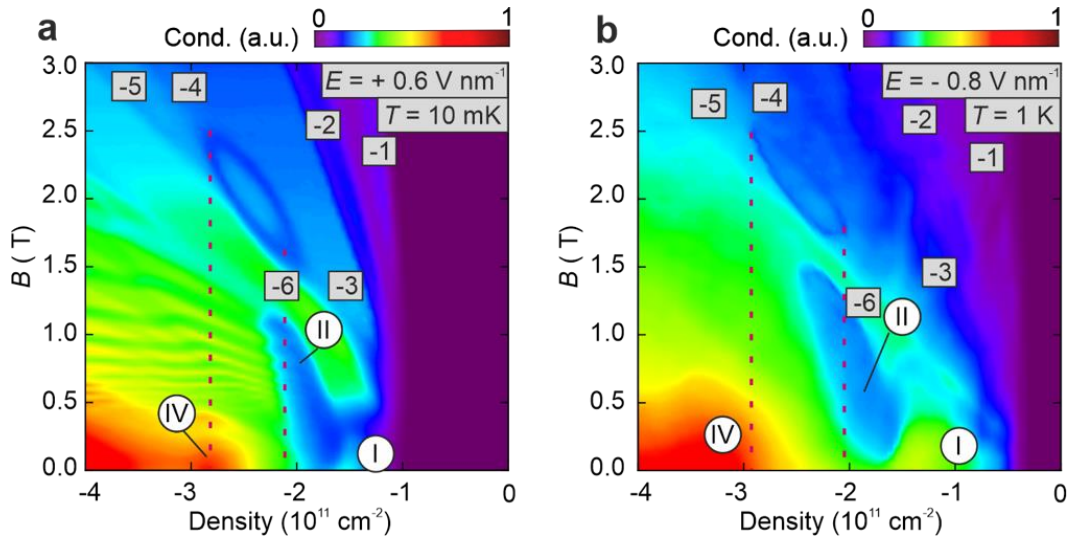 a
Cond. (a.u.)
0
1
E = + 0.6 V nm⁻¹
T = 10 mK
-5
-4
-2
-1
-6
-3
II
IV
I
3.0
2.5
2.0
1.5
1.0
0.5
0.0
B (T)
-4
-3
-2
-1
0
Density (10¹¹ cm⁻²)
b
Cond. (a.u.)
0
1
E = - 0.8 V nm⁻¹
T = 1 K
-5
-4
-2
-1
-3
-6
II
IV
I
3.0
2.5
2.0
1.5
1.0
0.5
0.0
B (T)
-4
-3
-2
-1
0
Density (10¹¹ cm⁻²)